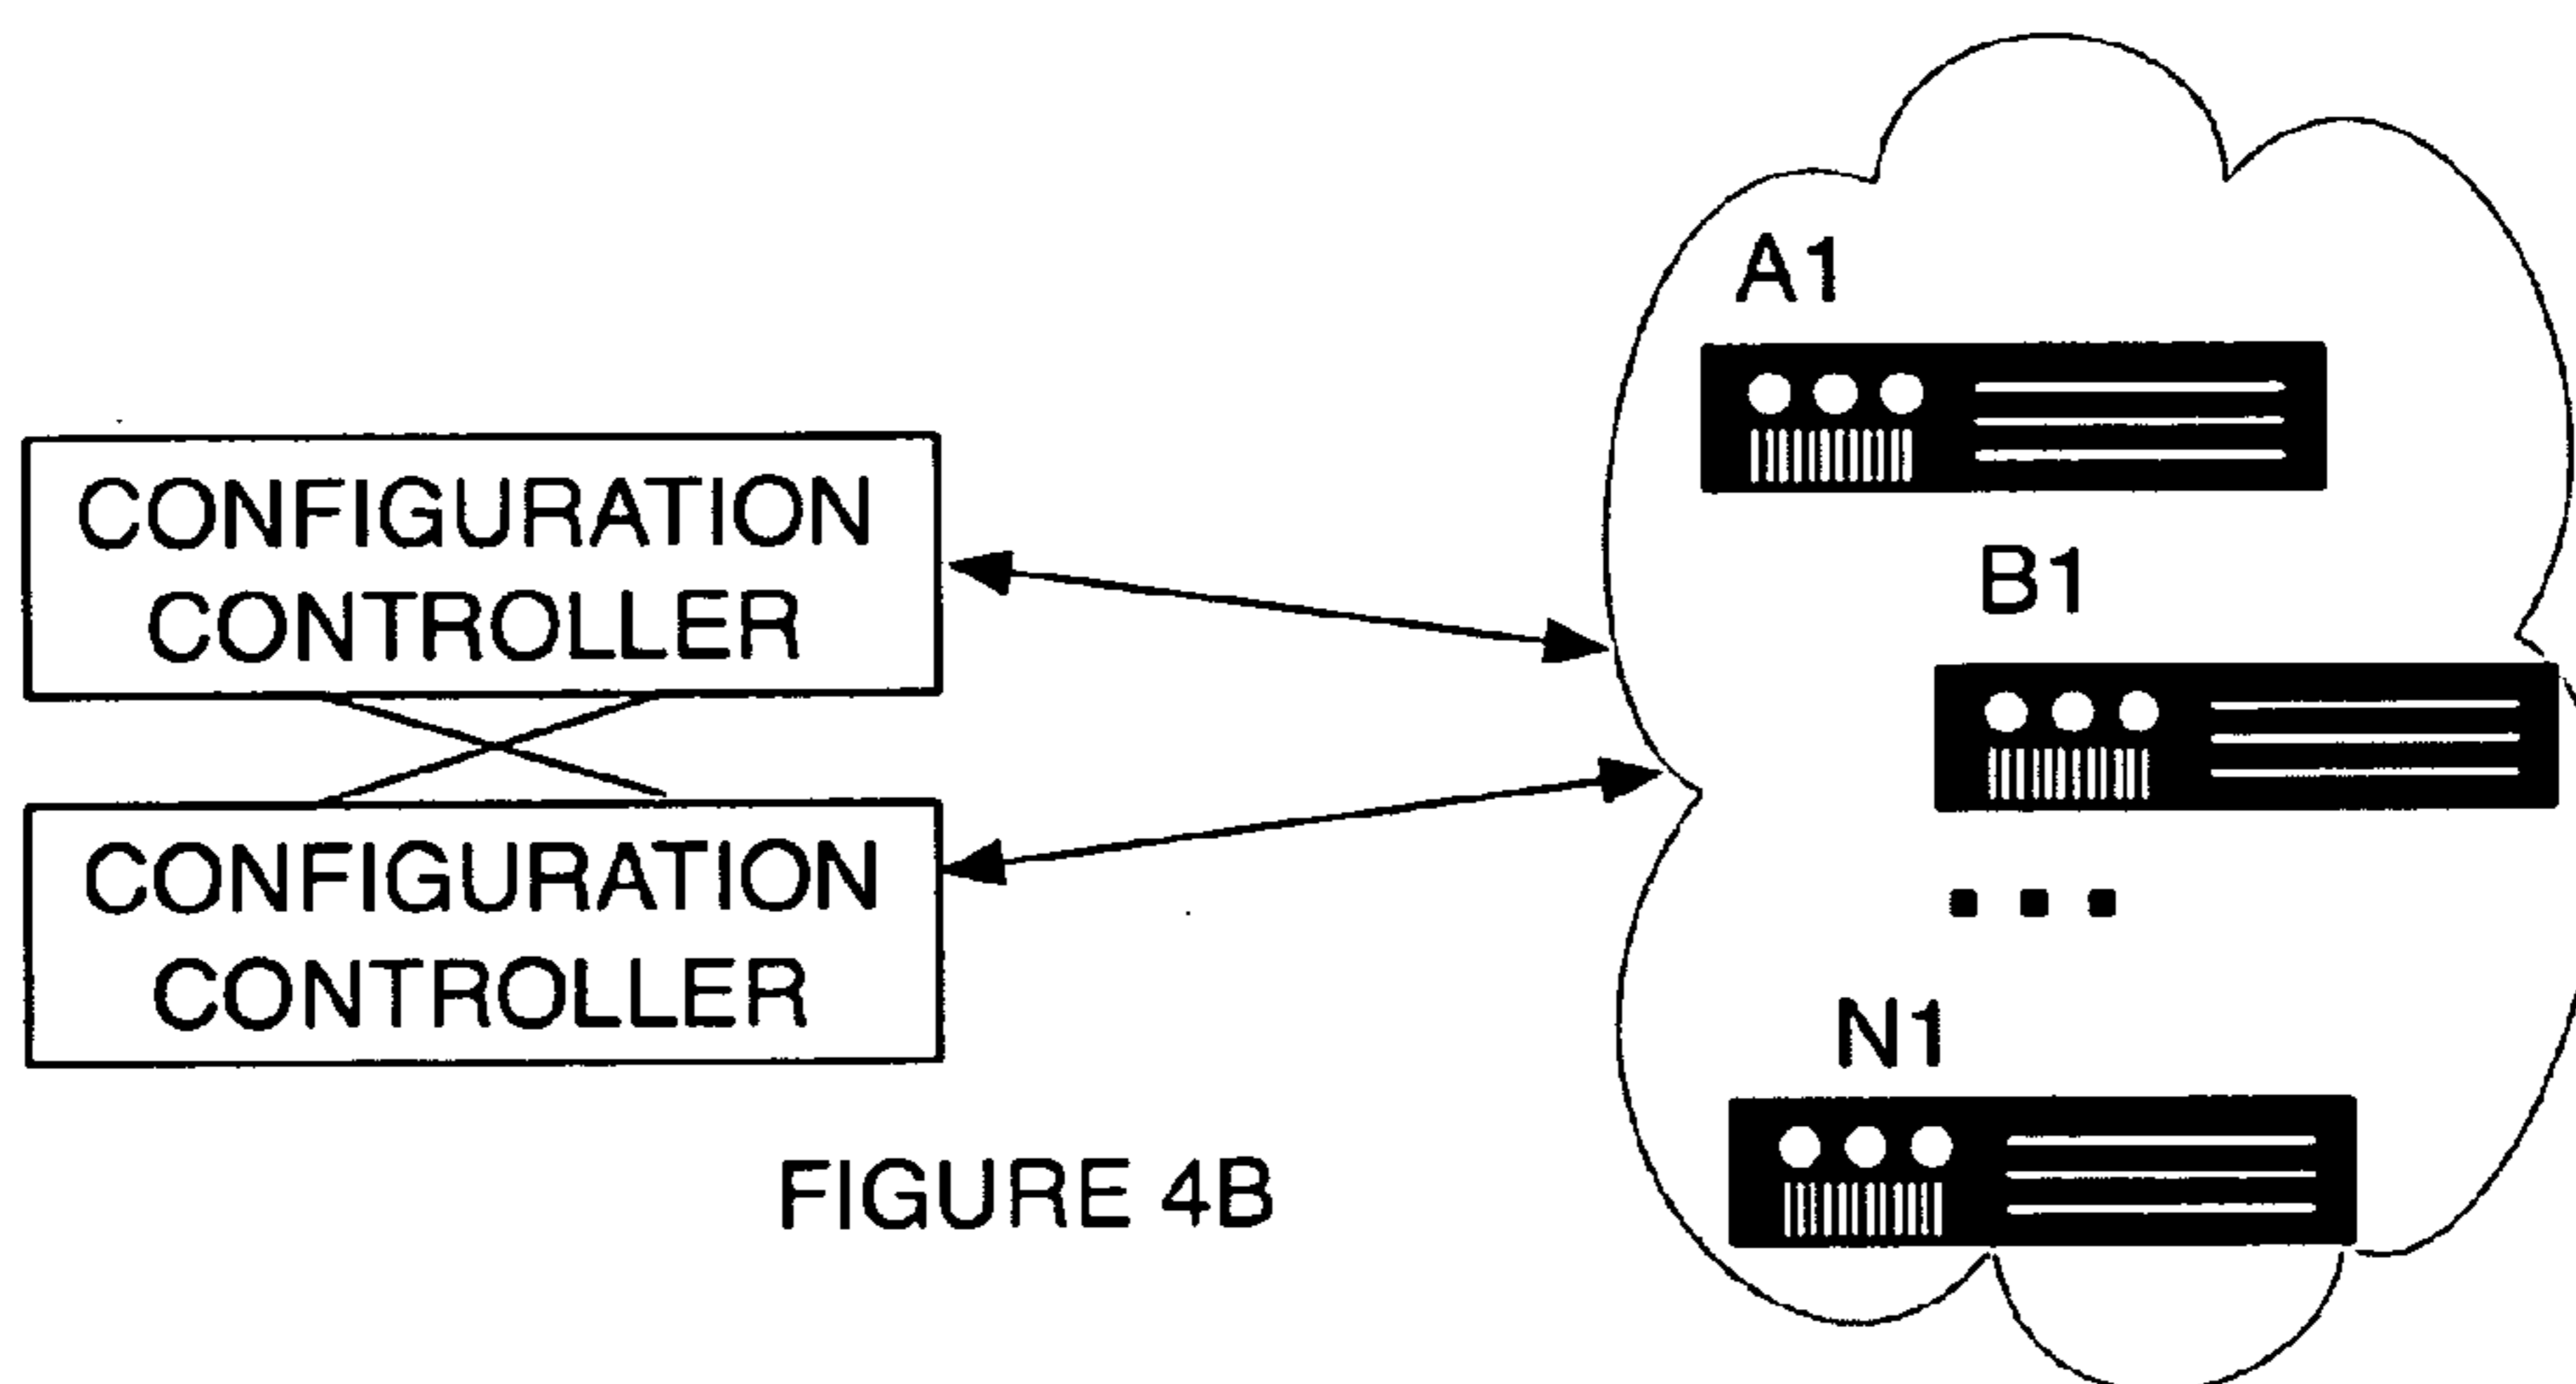 CONFIGURATION
CONTROLLER
CONFIGURATION
CONTROLLER
A1
B1
N1
FIGURE 4B